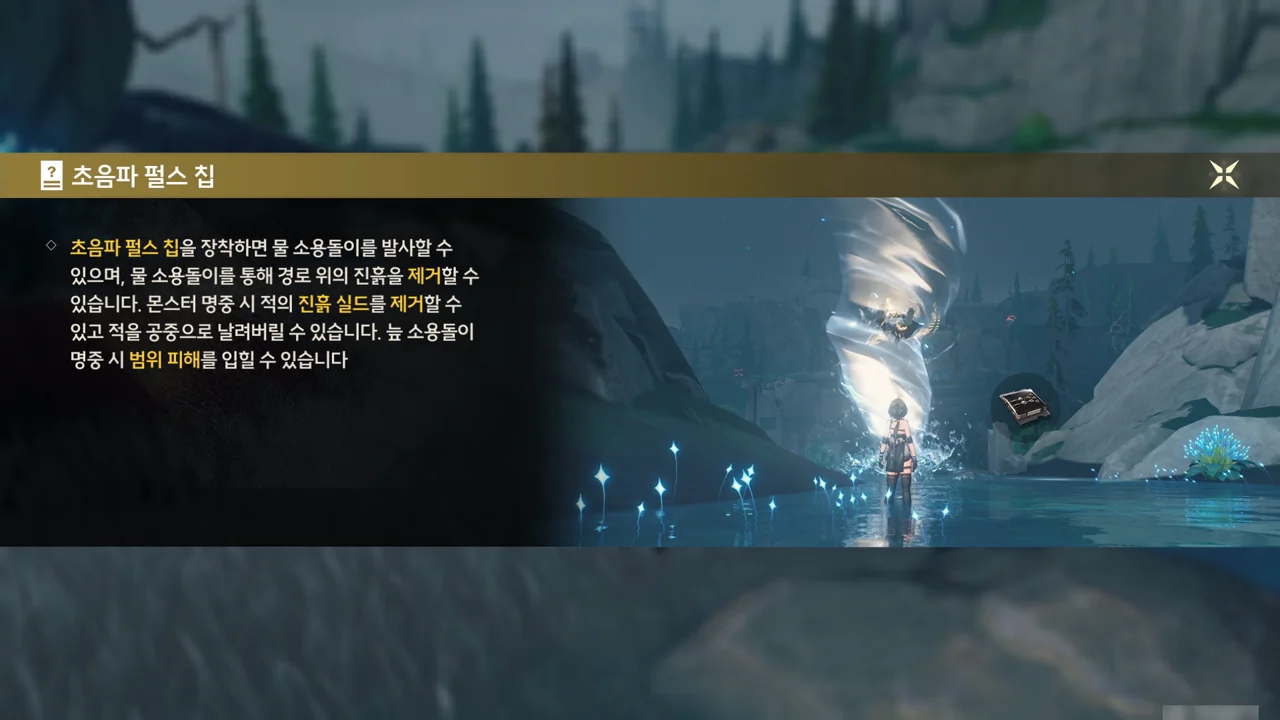 초음파 펄스 칩
초음파 펄스 칩을 장착하면 물 소용돌이를 발사할 수
있으며, 물 소용돌이를 통해 경로 위의 진흙을 제거할 수
있습니다. 몬스터 명중 시 적의 진흙 실드를 제거할 수
있고 적을 공중으로 날려버릴 수 있습니다. 늪 소용돌이
명중 시 범위 피해를 입힐 수 있습니다